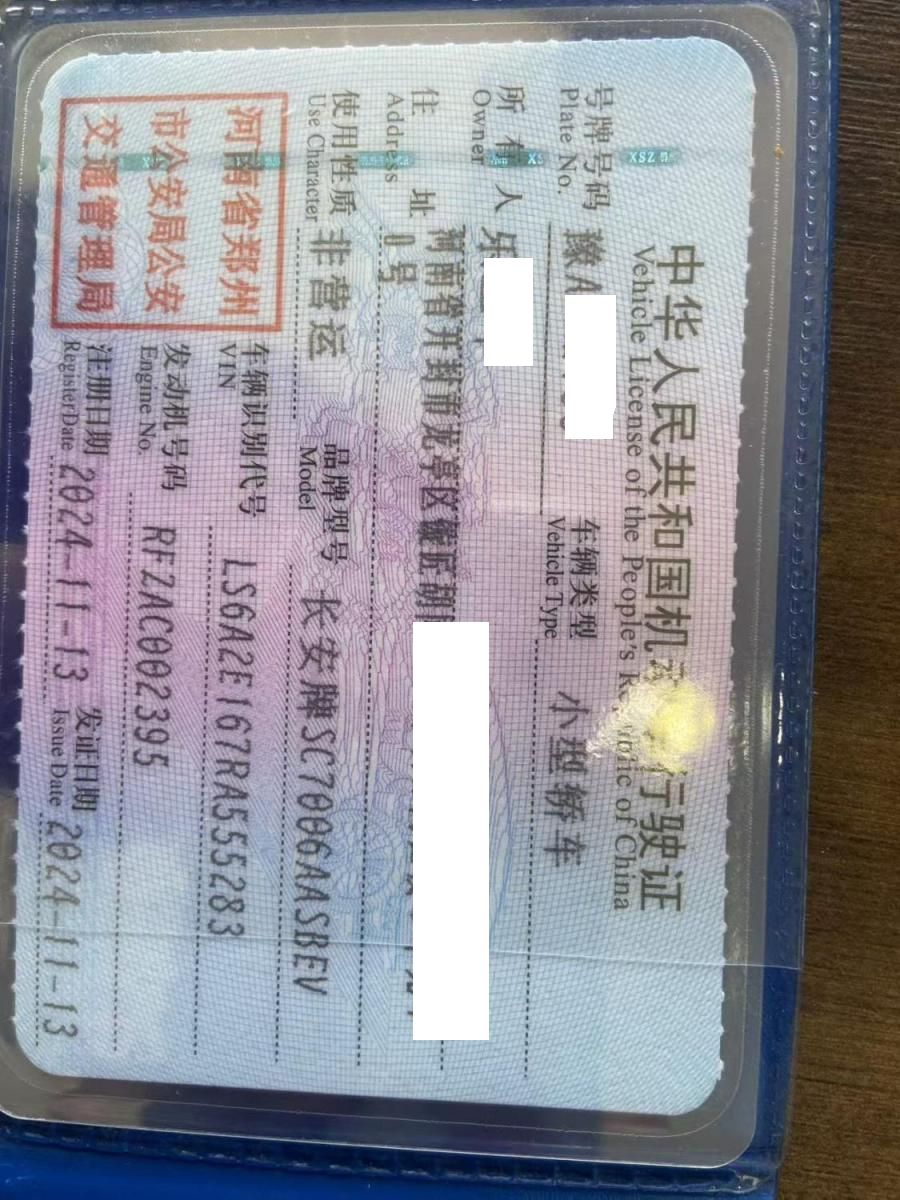 中华人民共和国机动车行驶证
Vehicle License of the People's Republic of China
号牌号码 豫A 车辆类型 小型轿车
Plate No. Vehicle Type
所有人 乐
Owner
住址 河南省开封市龙亭区
Address 0号
使用性质 非营运 品牌型号 长安牌SC7006AASBEV
Use Character Model
河南省郑州
市公安局公安
交通管理局
车辆识别代号 LS6A2E167RA555283
VIN
发动机号码 RF2AC002395
Engine No.
注册日期 2024-11-13 发证日期 2024-11-13
Register Date Issue Date